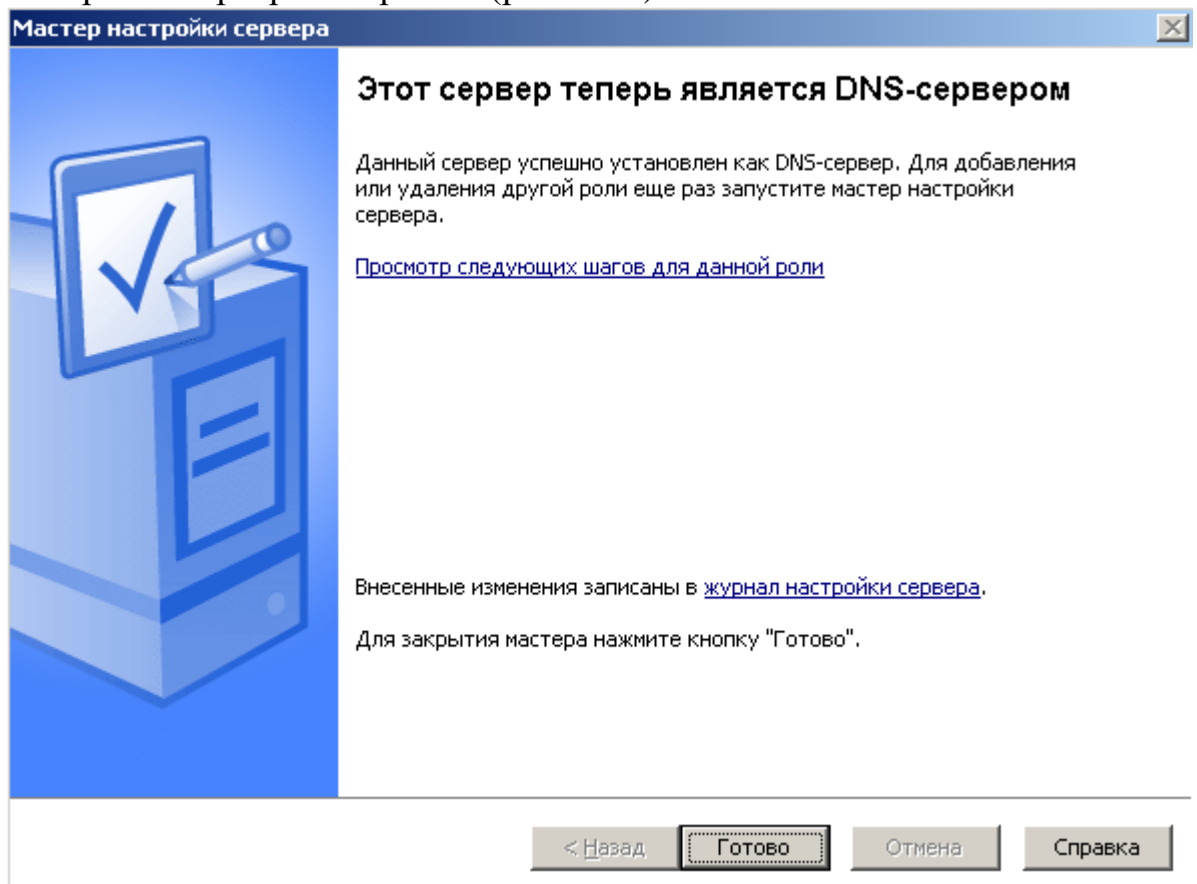 Мастер настройки сервера
Этот сервер теперь является DNS-сервером
Данный сервер успешно установлен как DNS-сервер. Для добавления
или удаления другой роли еще раз запустите мастер настройки
сервера.
Просмотр следующих шагов для данной роли
Внесенные изменения записаны в журнал настройки сервера.
Для закрытия мастера нажмите кнопку "Готово".
< Назад
Готово
Отмена
Справка